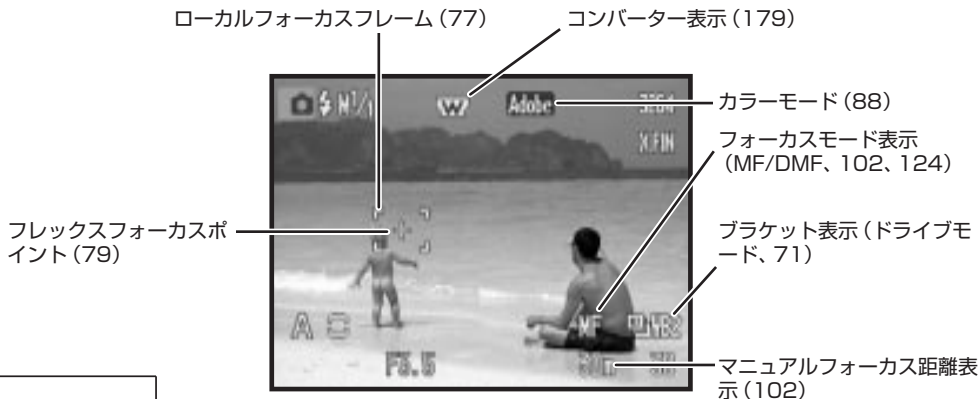 ローカルフォーカスフレーム（77）
コンバーター表示（179）
Adobe
カラーモード（88）
X.FIN
フォーカスモード表示
（MF/DMF、102、124）
フレックスフォーカスポ
イント（79）
ブラケット表示（ドライブモ
ード、71）
A
MF
マニュアルフォーカス距離表
示（102）